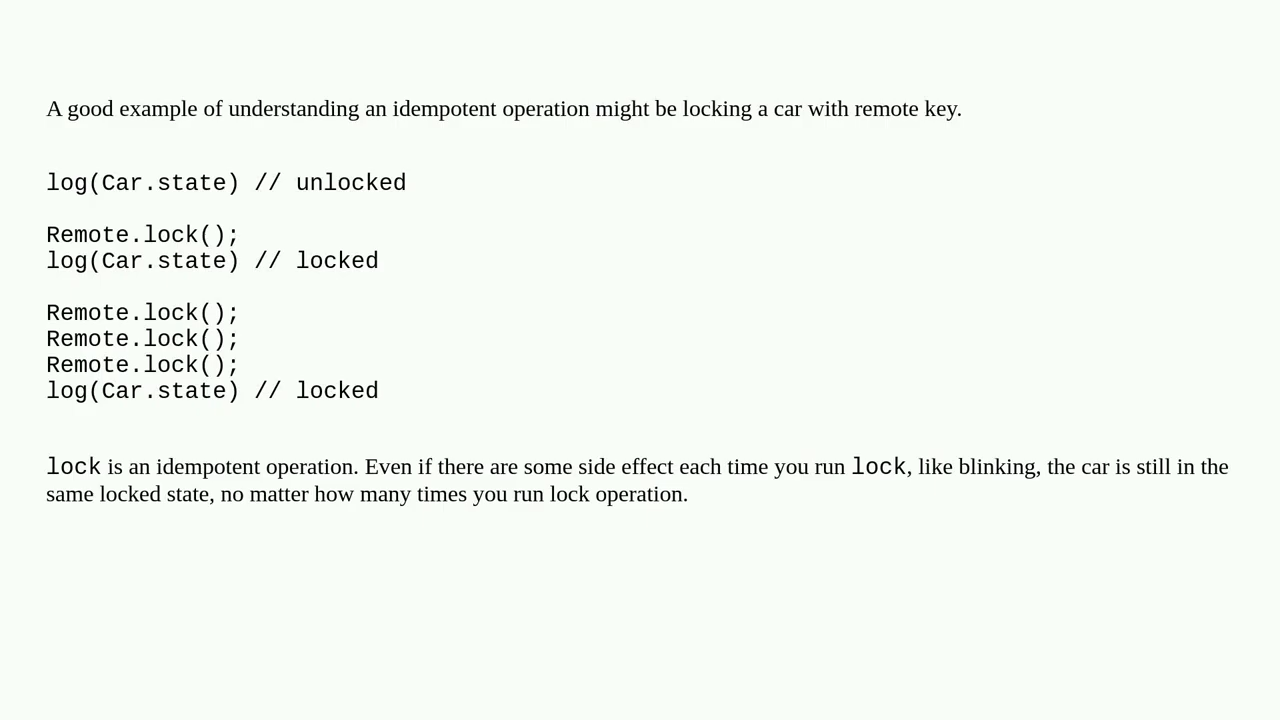 A good example of understanding an idempotent operation might be locking a car with remote key.
log(Car.state) // unlocked
Remote.lock();
log(Car.state) // locked
Remote.lock();
Remote.lock();
Remote.lock();
log(Car.state) // locked
lock is an idempotent operation. Even if there are some side effect each time you run lock, like blinking, the car is still in the
same locked state, no matter how many times you run lock operation.